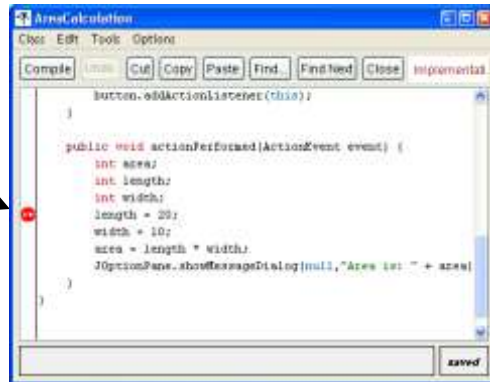 AreaCalculation
Class Edit Tools Options
Compile Undo Cut Copy Paste Find... Find Next Close Implementati
button.addActionListener(this);
}
public void actionPerformed(ActionEvent event) {
int area;
int length;
int width;
length = 20;
width = 10;
area = length * width;
JOptionPane.showMessageDialog(null,"Area is: " + area)
}
}
saved